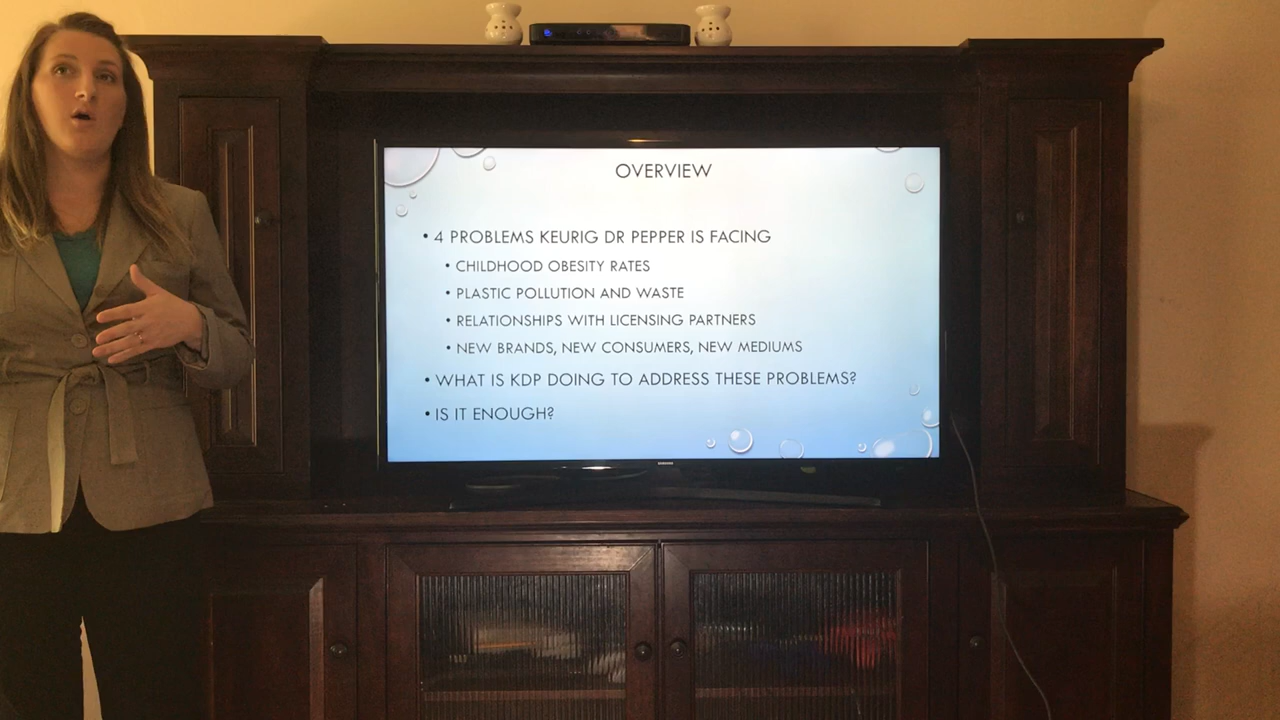 OVERVIEW
• 4 PROBLEMS KEURIG DR PEPPER IS FACING
• CHILDHOOD OBESITY RATES
• PLASTIC POLLUTION AND WASTE
• RELATIONSHIPS WITH LICENSING PARTNERS
• NEW BRANDS, NEW CONSUMERS, NEW MEDIUMS
• WHAT IS KDP DOING TO ADDRESS THESE PROBLEMS?
• IS IT ENOUGH?
SAMSUNG